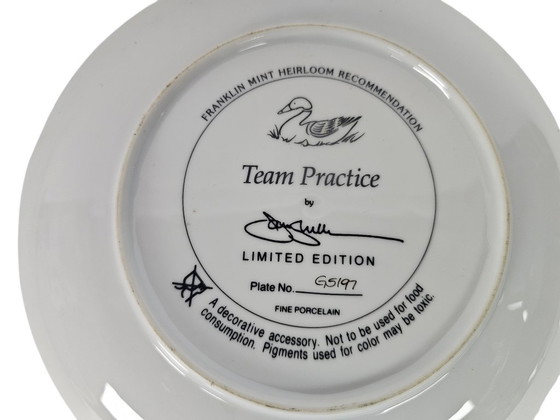 FRANKLIN MINT HEIRLOOM RECOMMENDATION
Team Practice
by
LIMITED EDITION
Plate No. G5197
FINE PORCELAIN
A decorative accessory. Not to be used for food
consumption. Pigments used for color may be toxic.